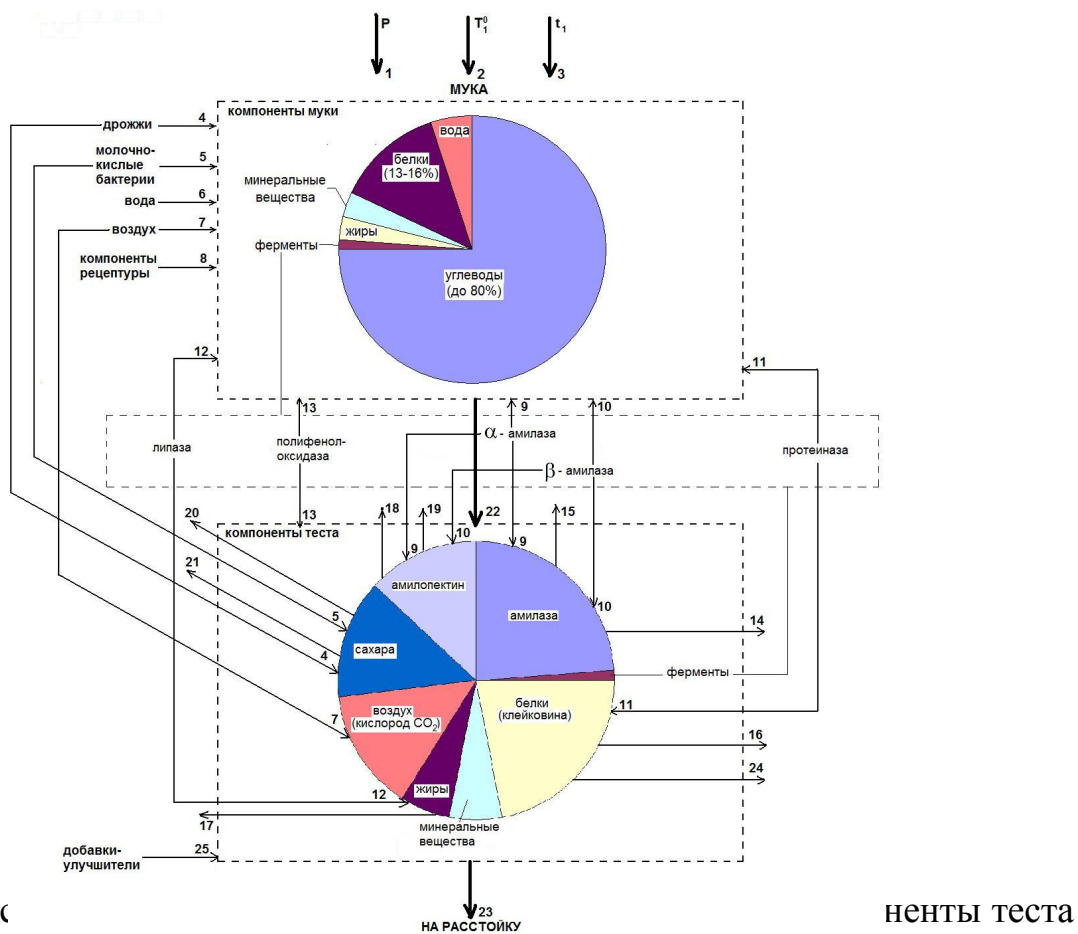 P
T₁⁰
t₁
1
2
3
МУКА
компоненты муки
дрожжи
4
молочно-
кислые
бактерии
5
вода
6
воздух
7
компоненты
рецептуры
8
вода
белки
(13-16%)
минеральные
вещества
жиры
ферменты
углеводы
(до 80%)
12
11
13
9
10
липаза
полифенол-
оксидаза
α - амилаза
β - амилаза
протеиназа
13
22
20
18
19
15
21
компоненты теста
9
10
9
10
амилопектин
амилаза
14
5
4
сахара
ферменты
7
воздух
(кислород CO₂)
белки
(клейковина)
11
16
24
12
жиры
17
минеральные
вещества
добавки-
улучшители
25
23
НА РАССТОЙКУ
ненты теста